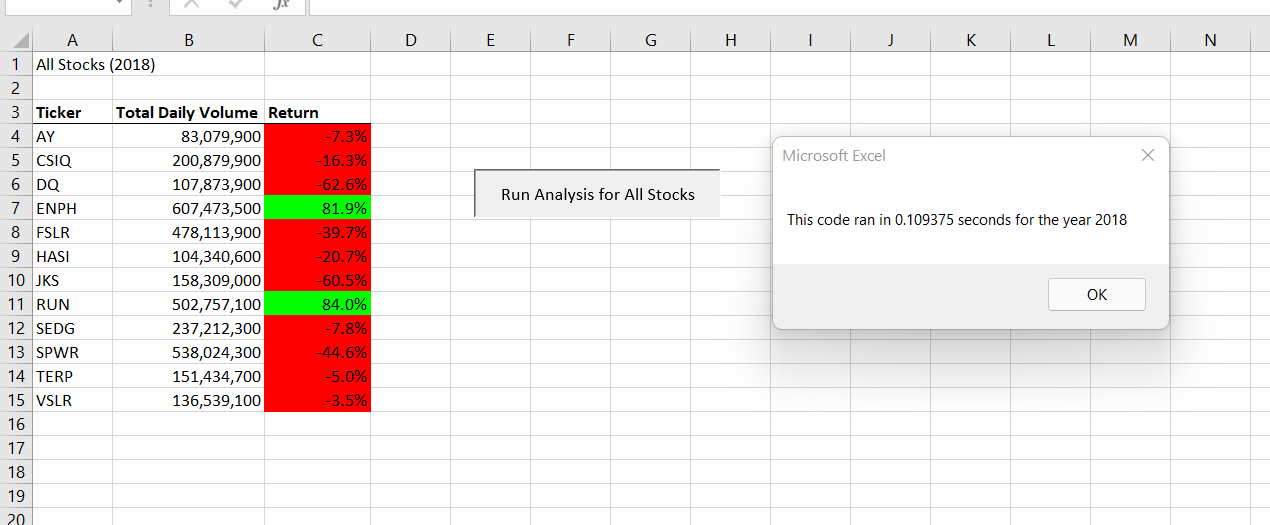 fx
A B C D E F G H I J K L M N
1 All Stocks (2018)
2
3 Ticker Total Daily Volume Return
4 AY 83,079,900 -7.3%
5 CSIQ 200,879,900 -16.3%
6 DQ 107,873,900 -62.6%
7 ENPH 607,473,500 81.9%
8 FSLR 478,113,900 -39.7%
9 HASI 104,340,600 -20.7%
10 JKS 158,309,000 -60.5%
11 RUN 502,757,100 84.0%
12 SEDG 237,212,300 -7.8%
13 SPWR 538,024,300 -44.6%
14 TERP 151,434,700 -5.0%
15 VSLR 136,539,100 -3.5%
16
17
18
19
20
Run Analysis for All Stocks
Microsoft Excel
This code ran in 0.109375 seconds for the year 2018
OK